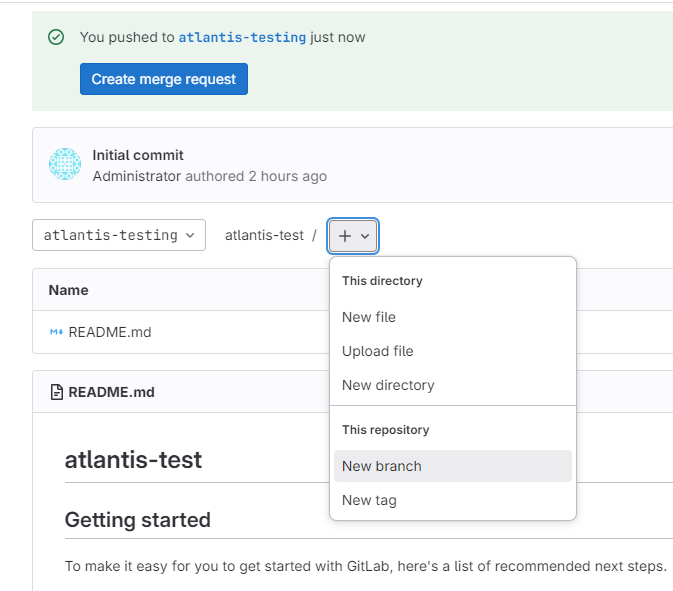 You pushed to atlantis-testing just now
Create merge request
Initial commit
Administrator authored 2 hours ago
atlantis-testing atlantis-test / +
This directory
New file
Upload file
New directory
This repository
New branch
New tag
Name
M↓ README.md
README.md
atlantis-test
Getting started
To make it easy for you to get started with GitLab, here's a list of recommended next steps.